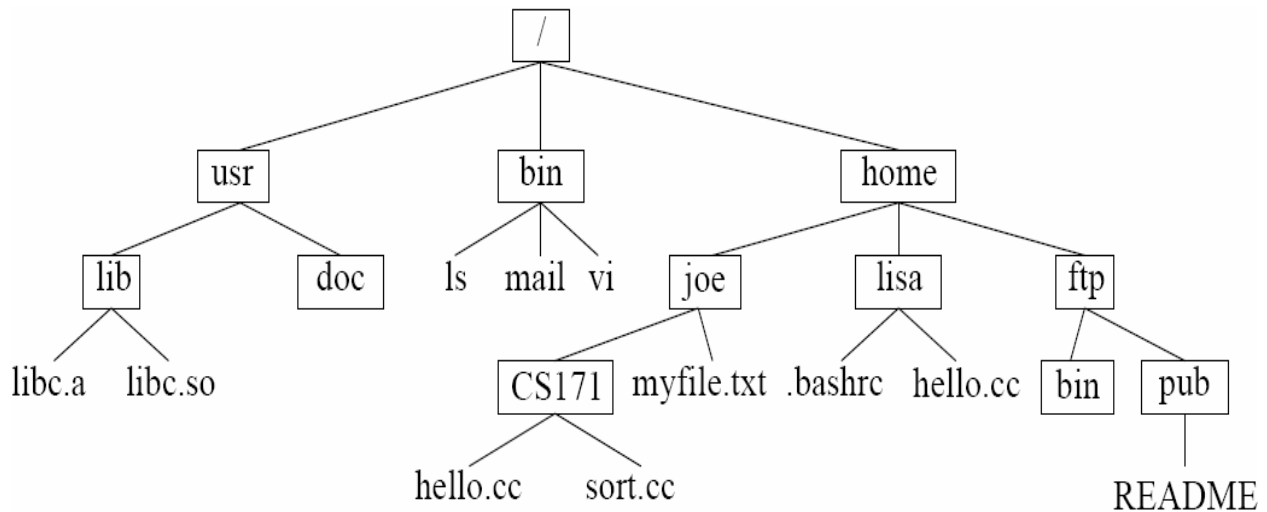 /
usr bin home
lib doc ls mail vi joe lisa ftp
libc.a libc.so CS171 myfile.txt .bashrc hello.cc bin pub
hello.cc sort.cc README